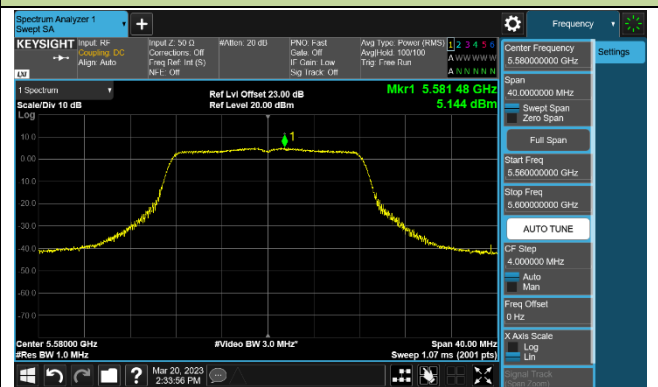 Spectrum Analyzer 1
Swept SA
Frequency
KEYSIGHT
Input: RF
Coupling: DC
Align: Auto
Input Z: 50 Ω
Corrections: Off
Freq Ref: Int (S)
NFE: Off
#Atten: 20 dB
PNO: Fast
Gate: Off
IF Gain: Low
Sig Track: Off
Avg Type: Power (RMS)
Avg|Hold: 100/100
Trig: Free Run
1 2 3 4 5 6
A W W W W W
A N N N N N
LXI
1 Spectrum
Scale/Div 10 dB
Log
Ref Lvl Offset 23.00 dB
Ref Level 20.00 dBm
Mkr1 5.581 48 GHz
5.144 dBm
1
10.0
0.00
-10.0
-20.0
-30.0
-40.0
-50.0
-60.0
-70.0
Center 5.58000 GHz
#Res BW 1.0 MHz
#Video BW 3.0 MHz*
Span 40.00 MHz
Sweep 1.07 ms (2001 pts)
Mar 20, 2023
2:33:56 PM
Center Frequency
5.580000000 GHz
Settings
Span
40.0000000 MHz
Swept Span
Zero Span
Full Span
Start Freq
5.560000000 GHz
Stop Freq
5.600000000 GHz
AUTO TUNE
CF Step
4.000000 MHz
Auto
Man
Freq Offset
0 Hz
X Axis Scale
Log
Lin
Signal Track
(Span Zoom)